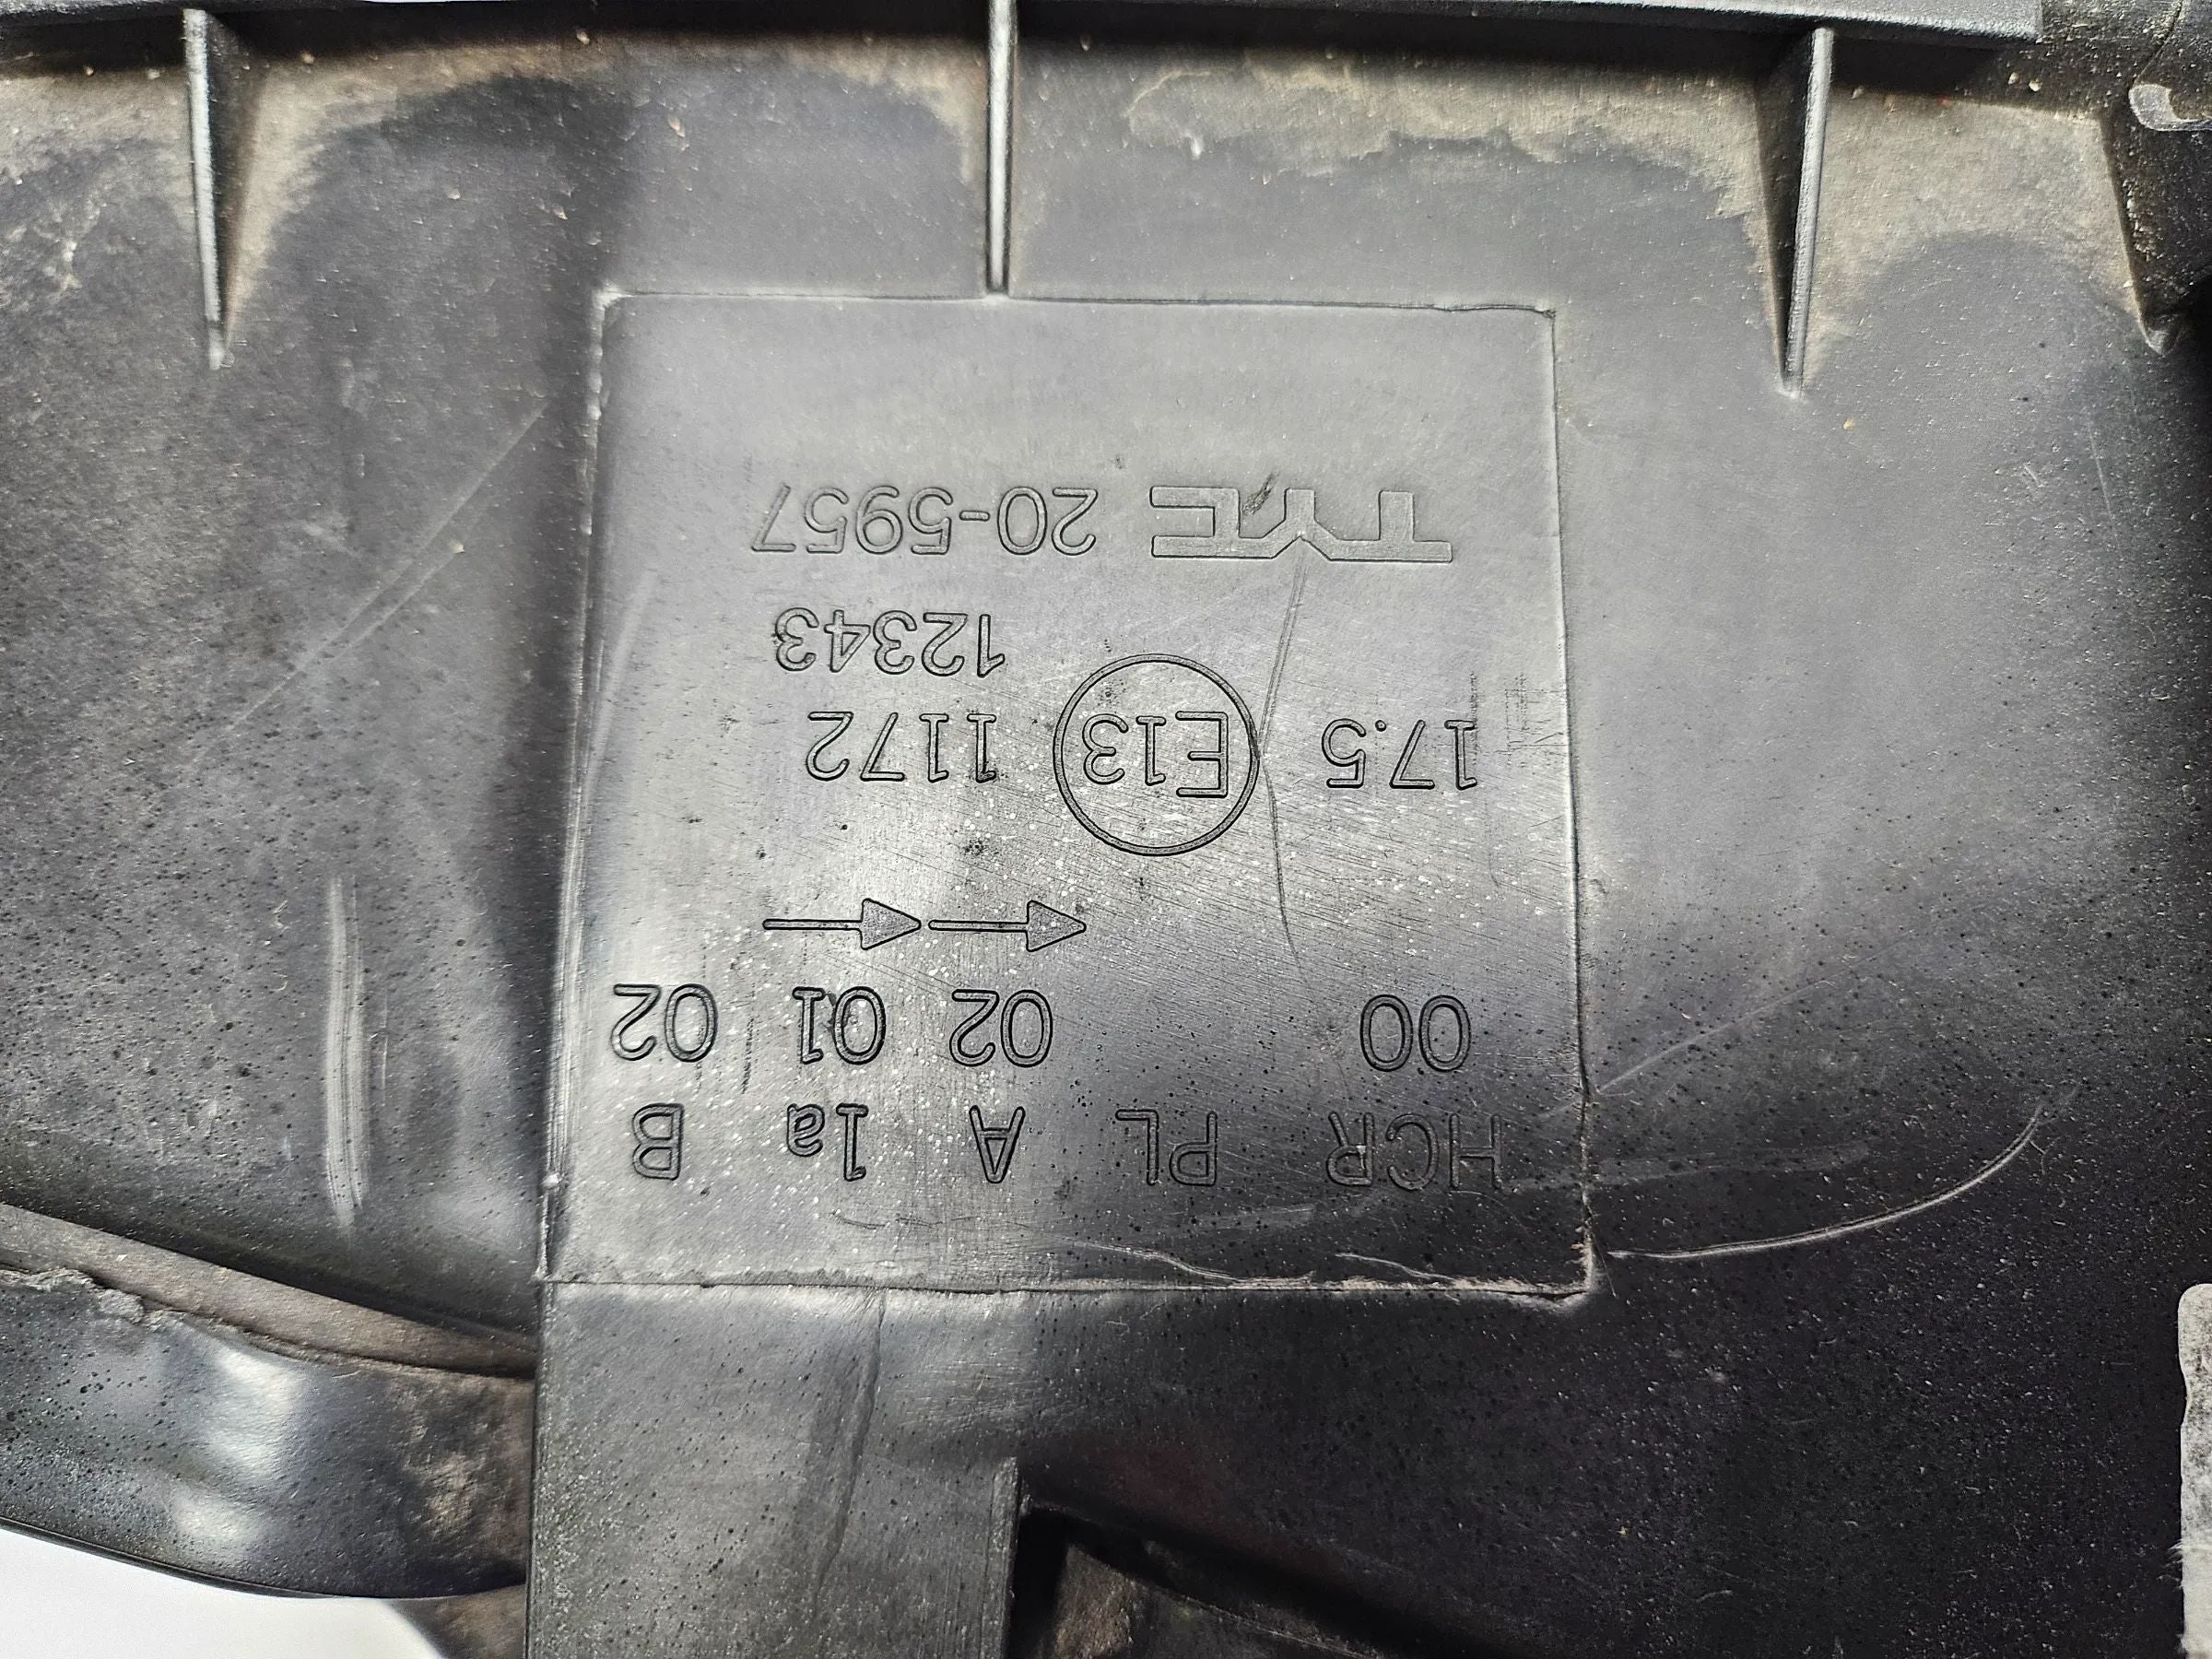 HCR PL A 1a B
00 02 01 02
← ←
17.5 E13 1172
12343
TYC 20-5957